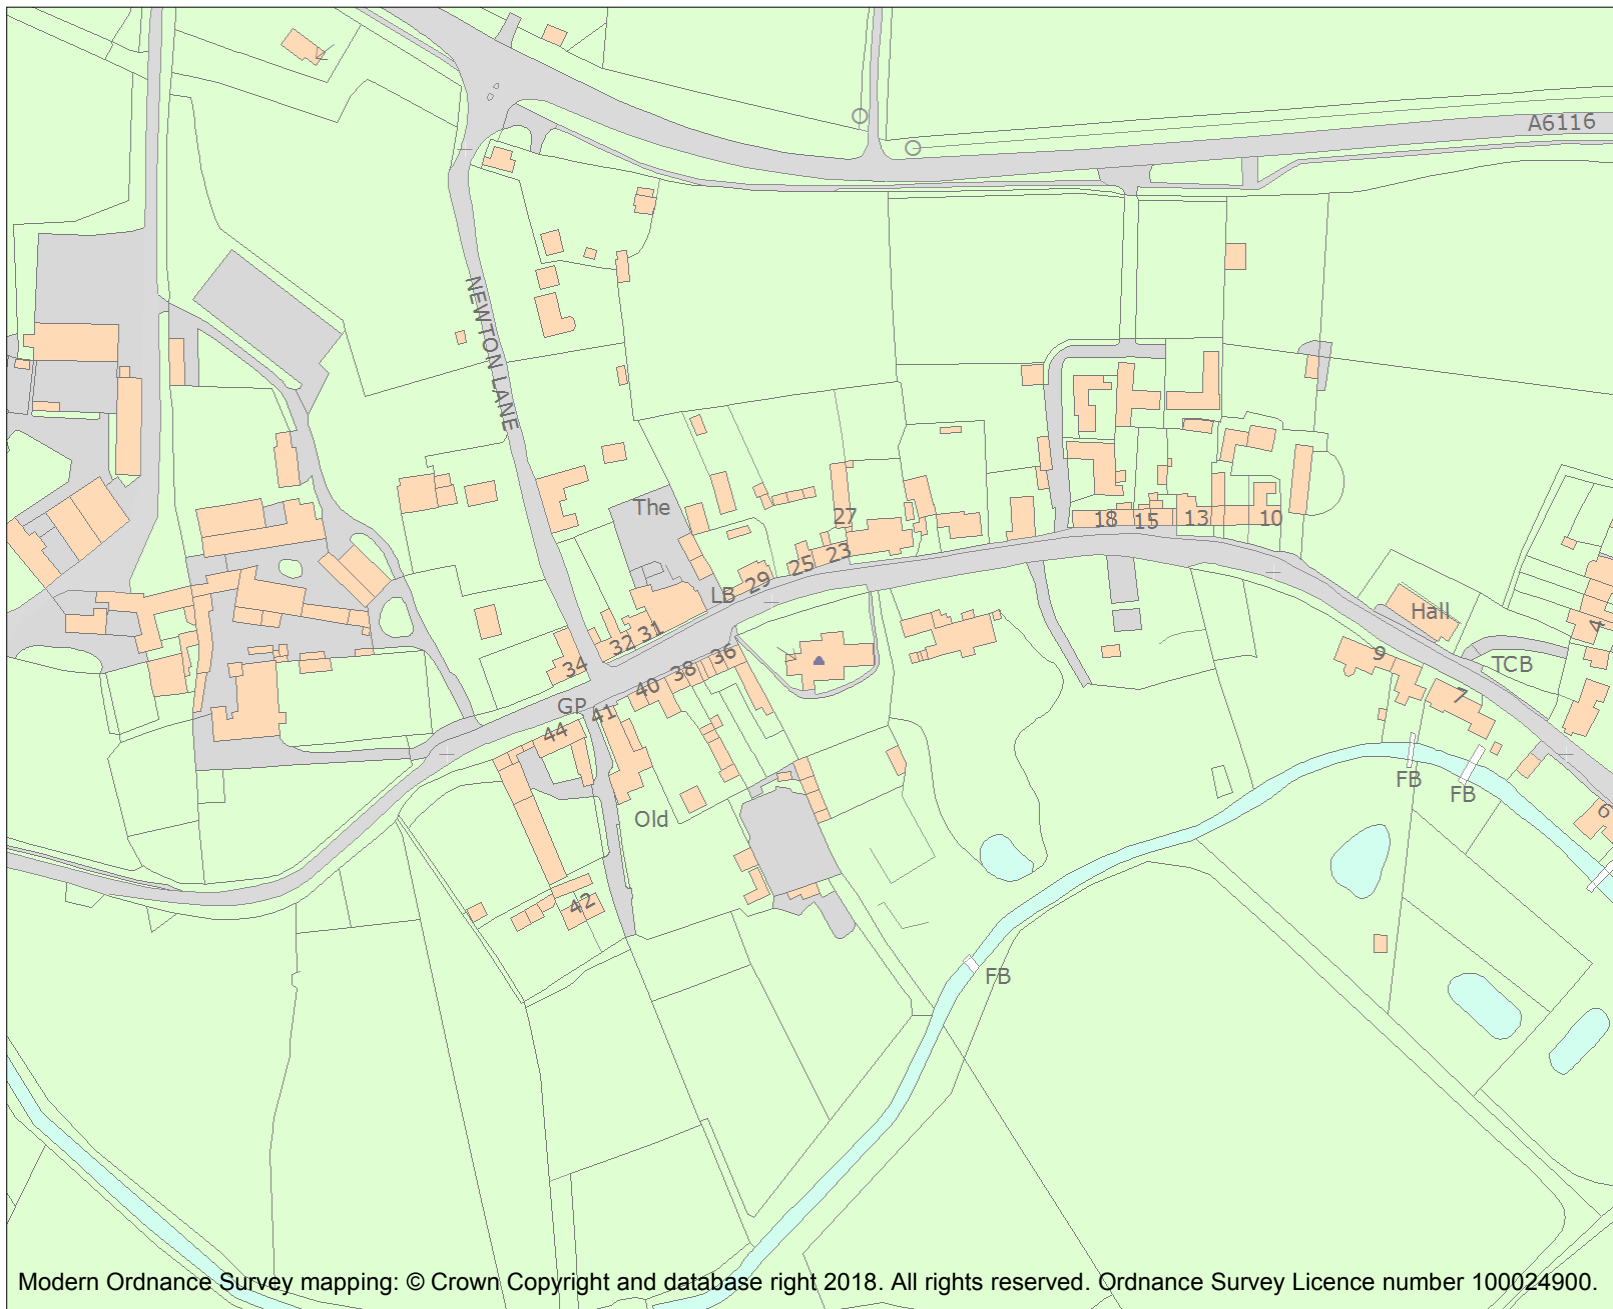 A6116
NEWTON LANE
The
27
18
15
13
10
23
25
29
LB
Hall
4
31
32
34
36
38
40
9
TCB
7
GP
41
44
FB
FB
6
Old
42
FB
Modern Ordnance Survey mapping: © Crown Copyright and database right 2018. All rights reserved. Ordnance Survey Licence number 100024900.